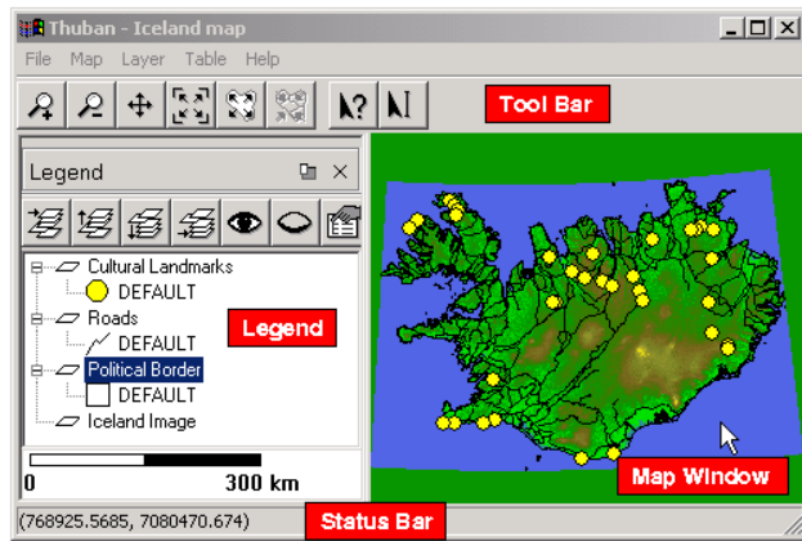 Thuban - Iceland map
File Map Layer Table Help
Tool Bar
Legend
Cultural Landmarks
DEFAULT
Roads
DEFAULT
Legend
Political Border
DEFAULT
Iceland Image
0 300 km
Map Window
(768925.5685, 7080470.674)
Status Bar